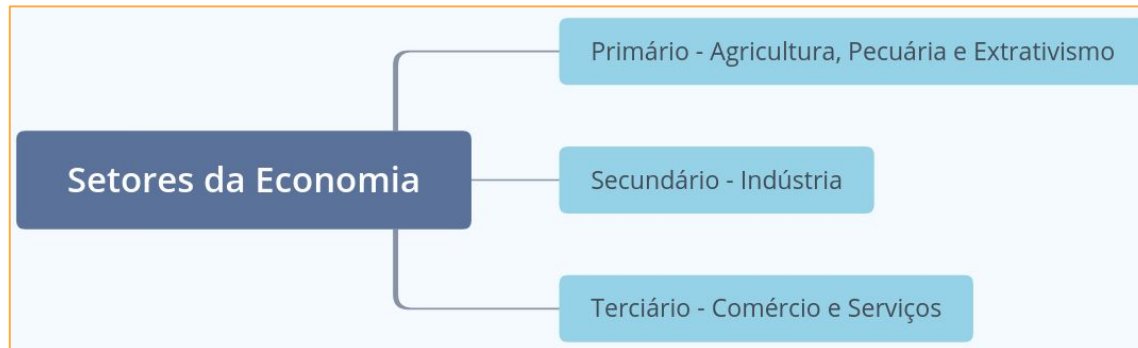 Primário - Agricultura, Pecuária e Extrativismo
Setores da Economia
Secundário - Indústria
Terciário - Comércio e Serviços